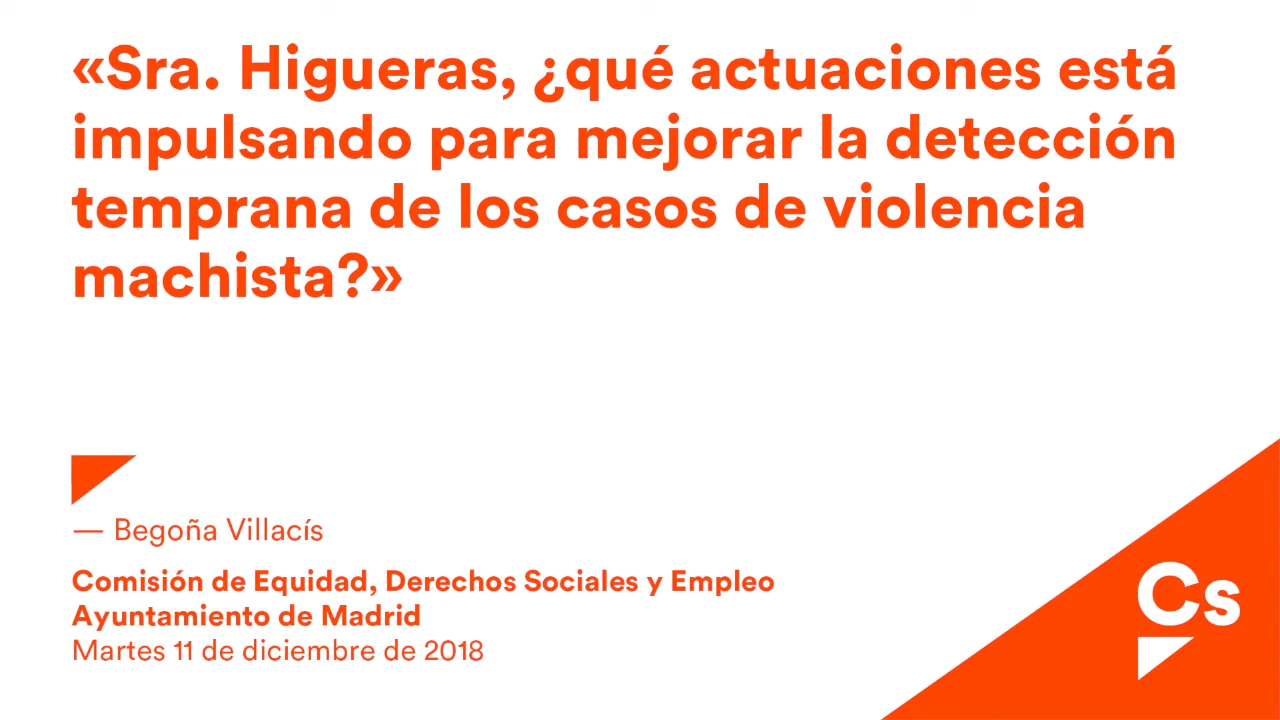 «Sra. Higueras, ¿qué actuaciones está
impulsando para mejorar la detección
temprana de los casos de violencia
machista?»
— Begoña Villacís
Comisión de Equidad, Derechos Sociales y Empleo
Ayuntamiento de Madrid
Martes 11 de diciembre de 2018
Cs